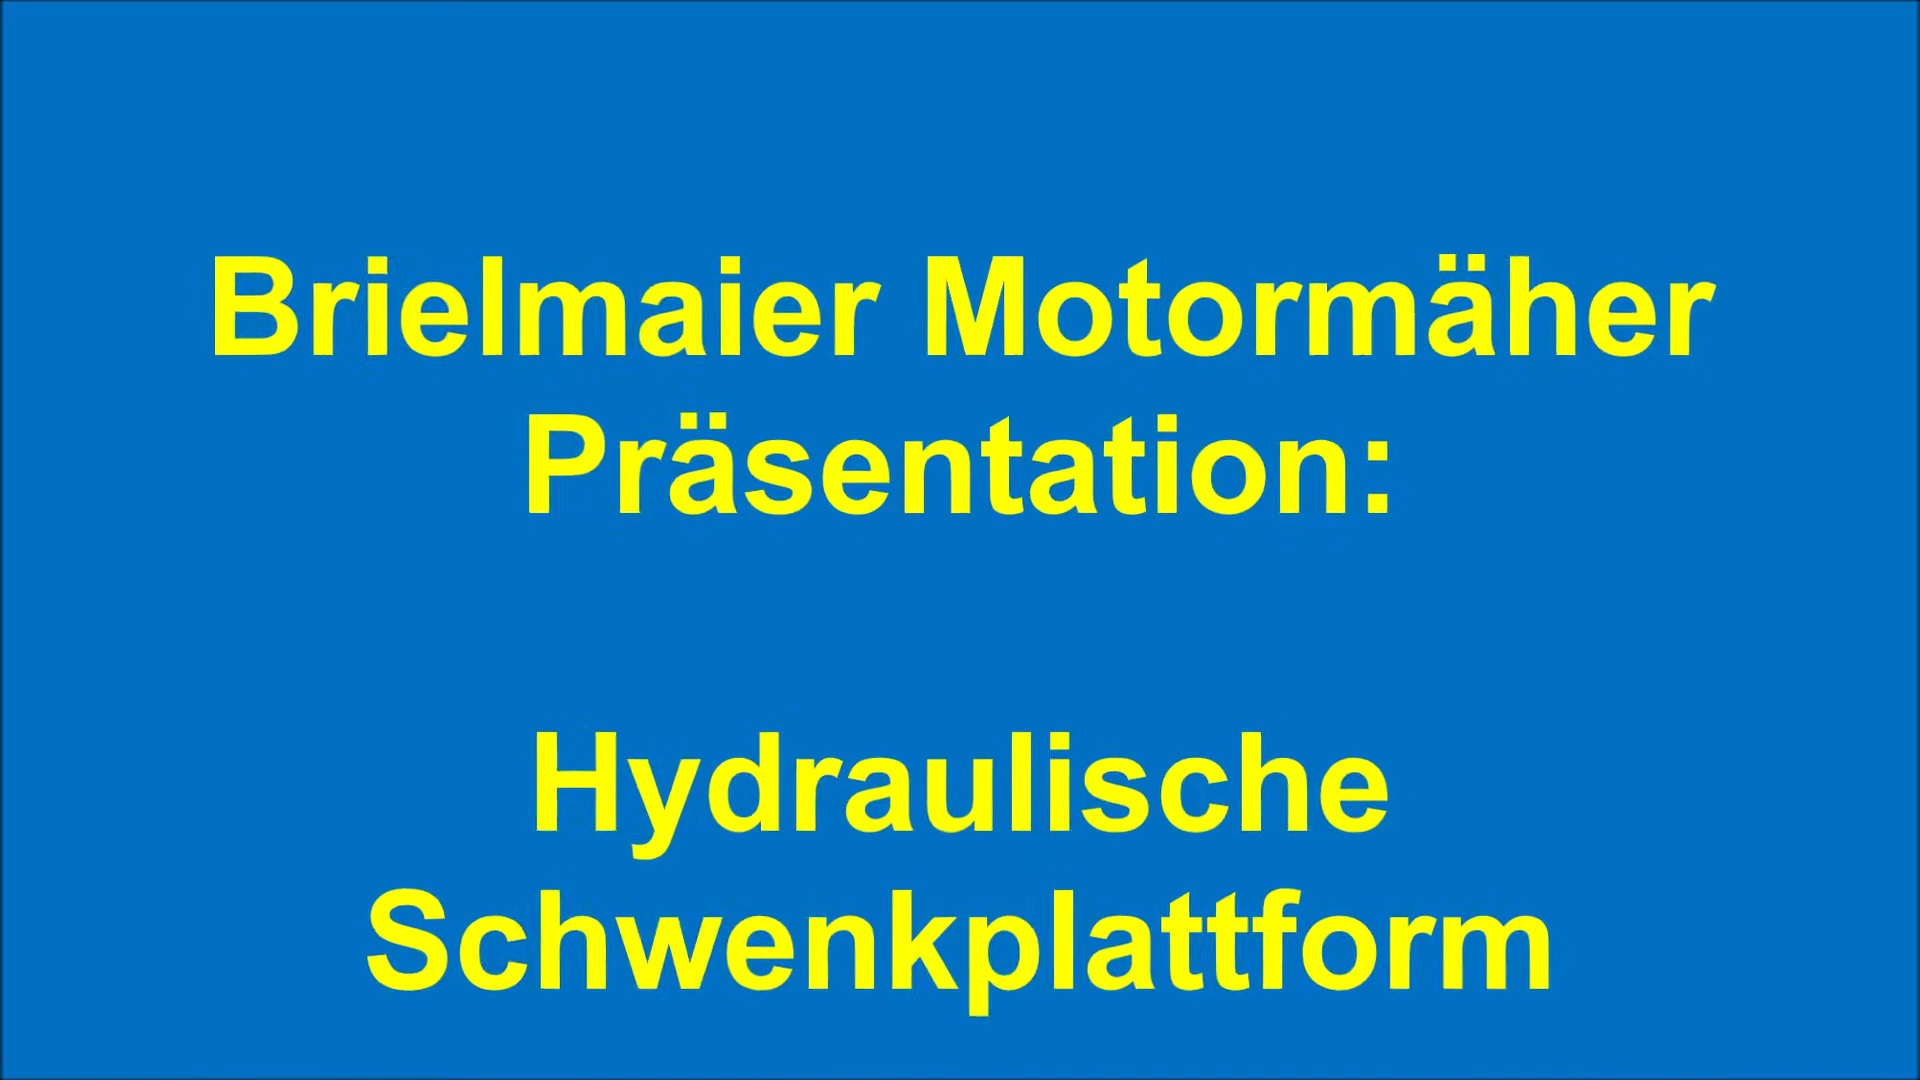 Brielmaier Motormäher
Präsentation:
Hydraulische
Schwenkplattform